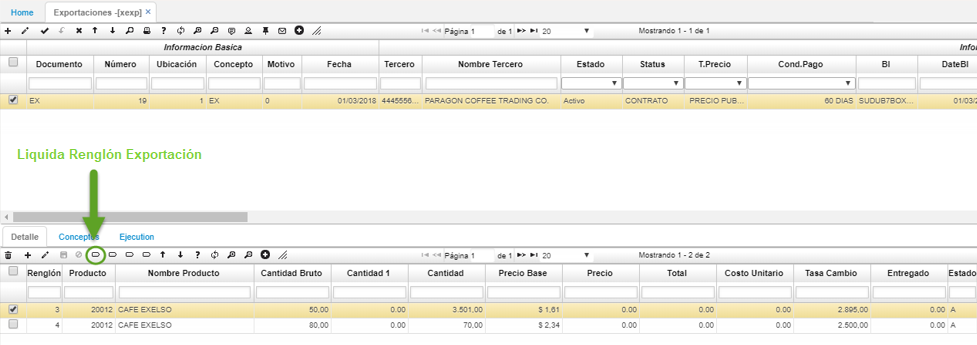 Home Exportaciones -[xexp] ×
Página 1 de 1 20 Mostrando 1 - 1 de 1
Informacion Basica Infor
Documento Número Ubicación Concepto Motivo Fecha Tercero Nombre Tercero Estado Status T.Precio Cond.Pago BI DateBI
EX 19 1 EX 0 01/03/2018 4445556... PARAGON COFFEE TRADING CO. Activo CONTRATO PRECIO PUB... 60 DIAS SUDUB7BOX... 01/03/2
Liquida Renglón Exportación
Detalle Conceptos Ejecution
Página 1 de 1 20 Mostrando 1 - 2 de 2
Renglón Producto Nombre Producto Cantidad Bruto Cantidad 1 Cantidad Precio Base Precio Total Costo Unitario Tasa Cambio Entregado Estado
3 20012 CAFE EXELSO 50,00 0.00 3.501,00 $ 1,61 0.00 0.00 0.00 2.895,00 0.00 A
4 20012 CAFE EXELSO 80,00 0.00 70,00 $ 2,34 0.00 0.00 0.00 2.500,00 0.00 A